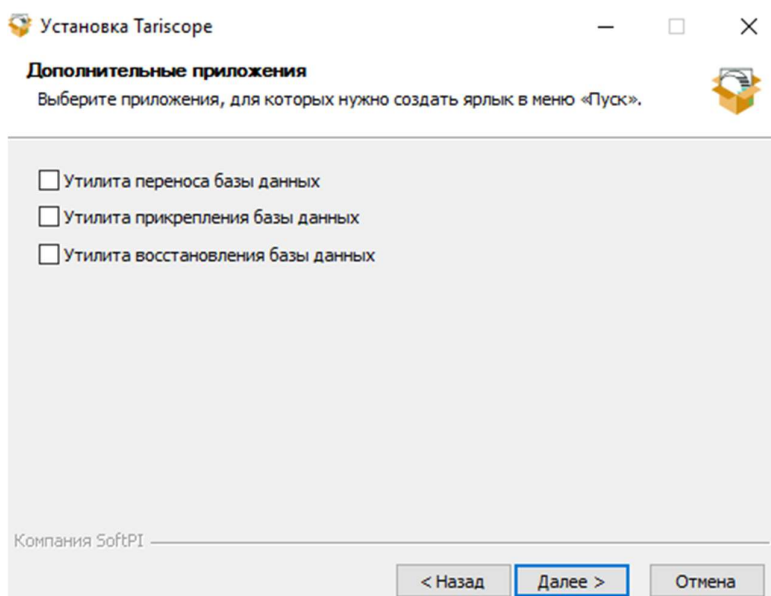 Установка Tariscope
Дополнительные приложения
Выберите приложения, для которых нужно создать ярлык в меню «Пуск».
Утилита переноса базы данных
Утилита прикрепления базы данных
Утилита восстановления базы данных
Компания SoftPI
< Назад
Далее >
Отмена